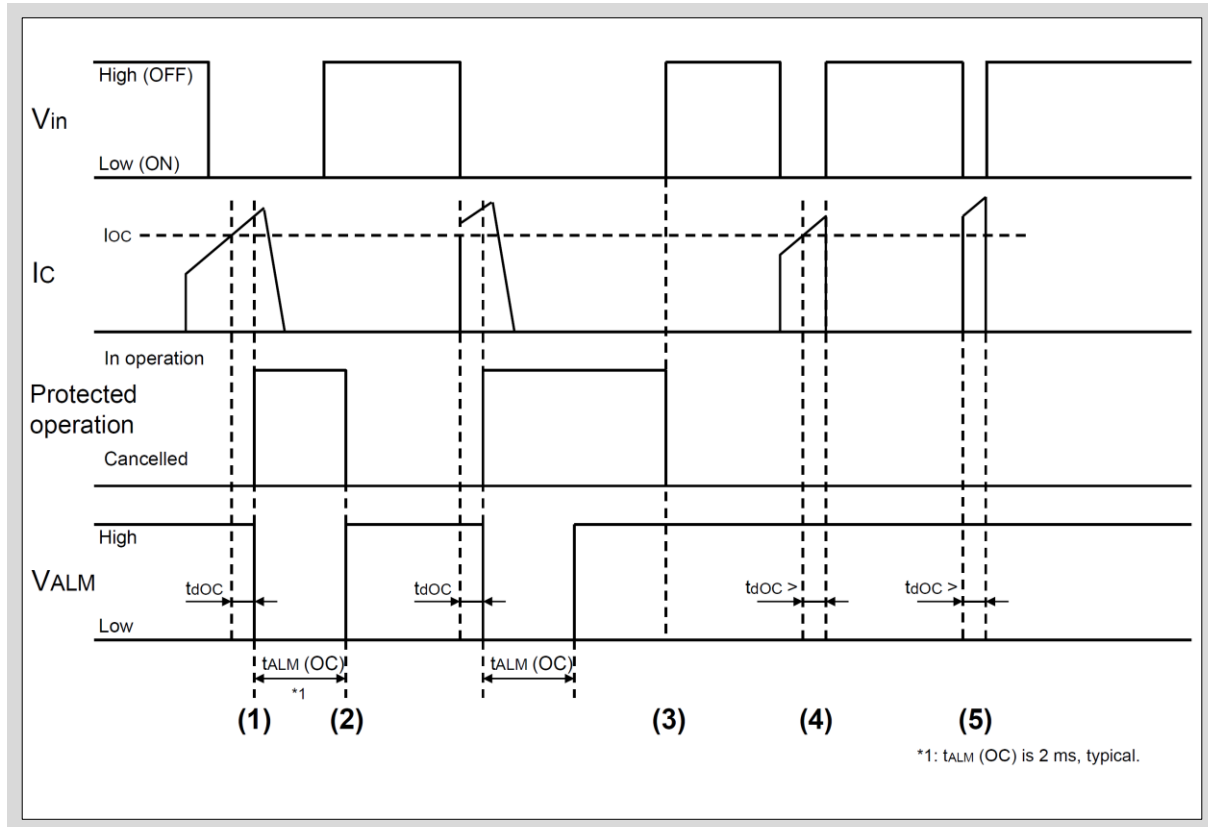 High (OFF)
Vin
Low (ON)
IOC
IC
In operation
Protected
operation
Cancelled
High
VALM
tdOC
tdOC
tdOC >
tdOC >
Low
tALM (OC)
*1
tALM (OC)
(1)
(2)
(3)
(4)
(5)
*1: tALM (OC) is 2 ms, typical.